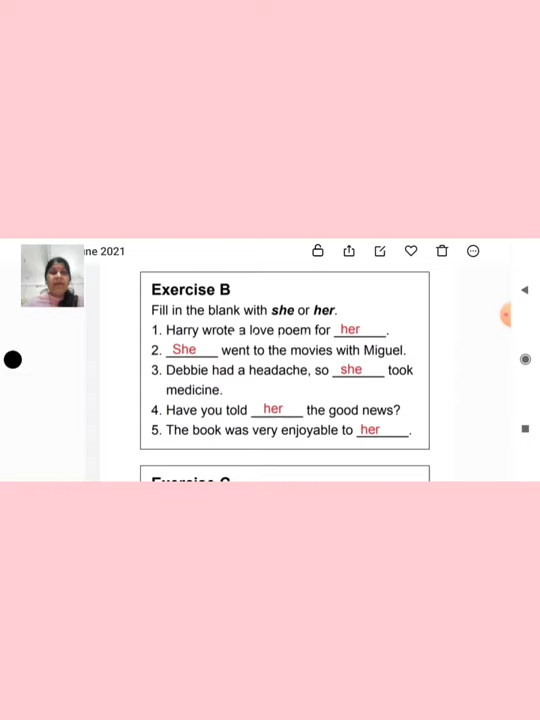 une 2021
Exercise B
Fill in the blank with she or her.
1. Harry wrote a love poem for her.
2. She went to the movies with Miguel.
3. Debbie had a headache, so she took
medicine.
4. Have you told her the good news?
5. The book was very enjoyable to her.
Exercise C